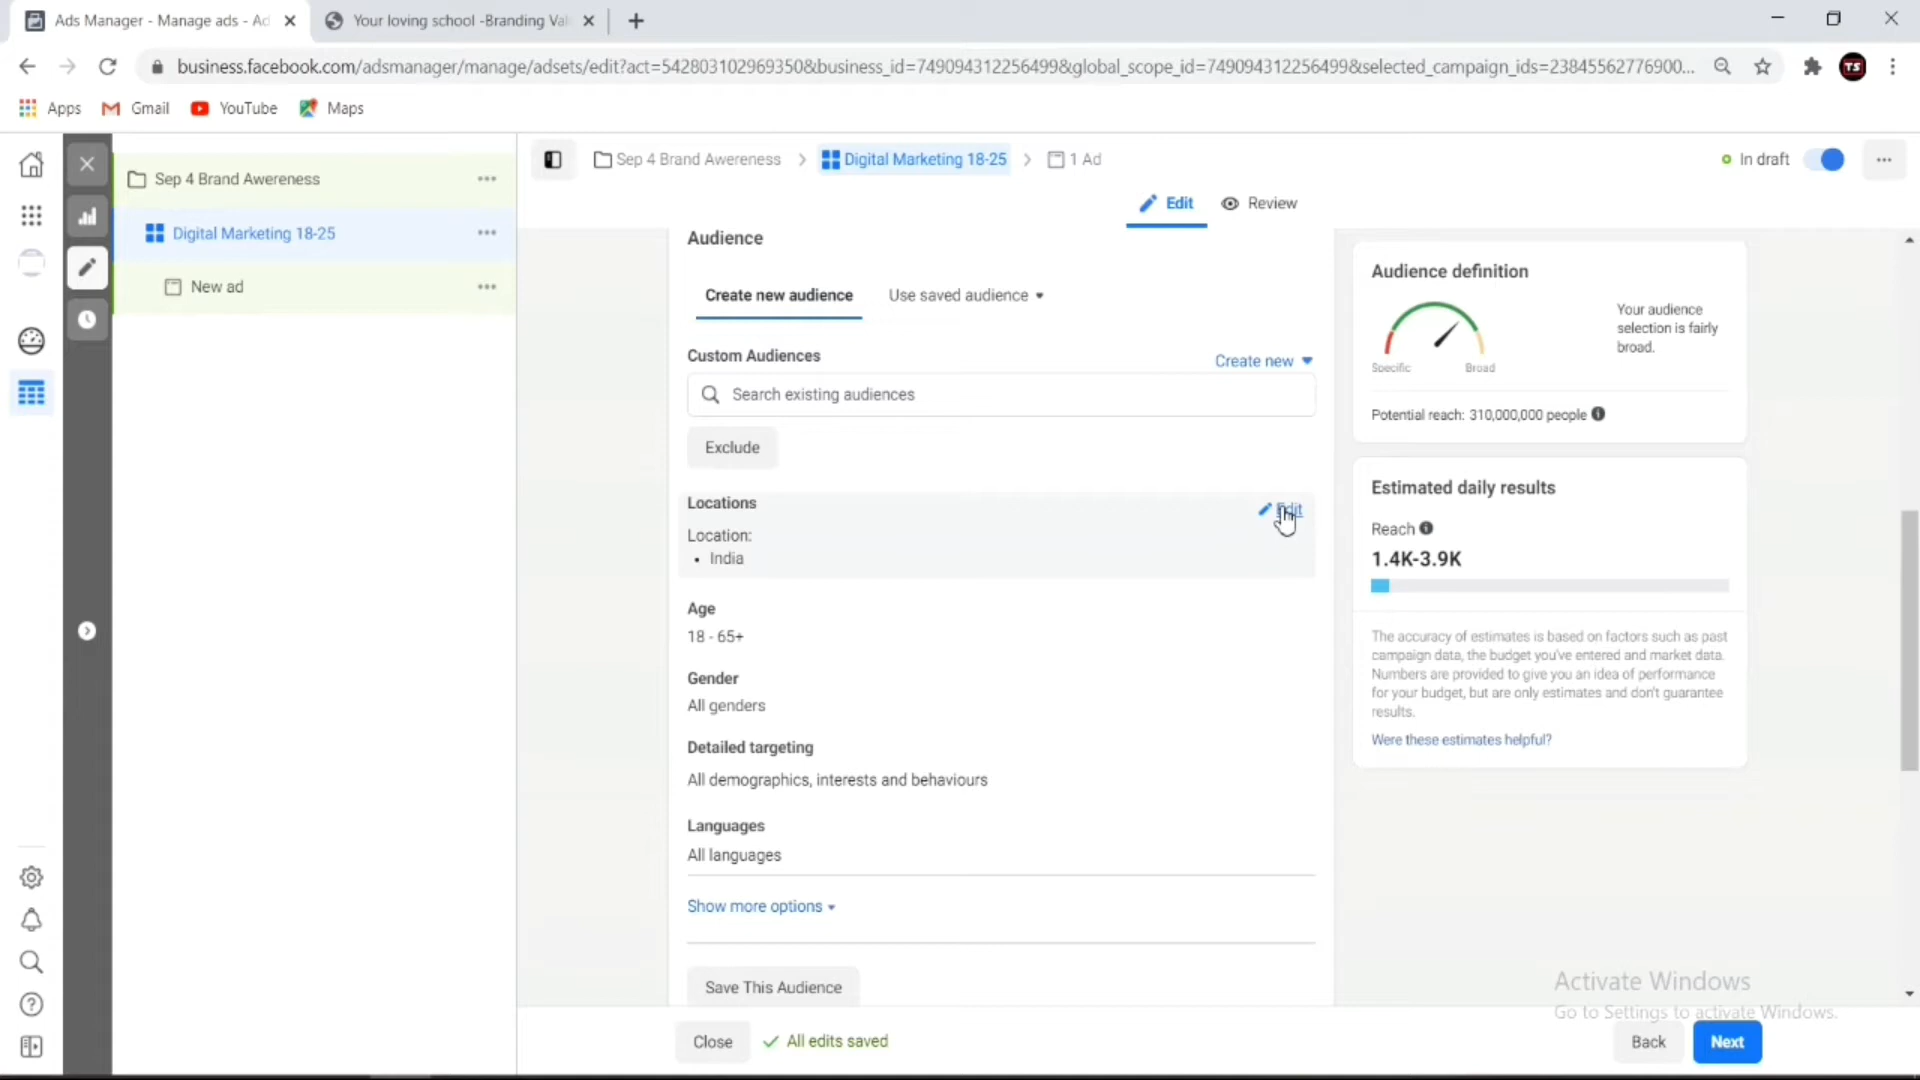 Ads Manager - Manage ads - Ad
Your loving school -Branding Val
business.facebook.com/adsmanager/manage/adsets/edit?act=542803102969350&business_id=749094312256499&global_scope_id=749094312256499&selected_campaign_ids=23845562776900...
TS
Apps
Gmail
YouTube
Maps
Sep 4 Brand Awereness
Digital Marketing 18-25
New ad
Sep 4 Brand Awereness
Digital Marketing 18-25
1 Ad
In draft
Edit
Review
Audience
Create new audience
Use saved audience
Custom Audiences
Create new
Search existing audiences
Exclude
Locations
Edit
Location:
• India
Age
18 - 65+
Gender
All genders
Detailed targeting
All demographics, interests and behaviours
Languages
All languages
Show more options
Save This Audience
Close
All edits saved
Audience definition
Your audience
selection is fairly
broad.
Specific
Broad
Potential reach: 310,000,000 people
Estimated daily results
Reach
1.4K-3.9K
The accuracy of estimates is based on factors such as past
campaign data, the budget you've entered and market data.
Numbers are provided to give you an idea of performance
for your budget, but are only estimates and don't guarantee
results.
Were these estimates helpful?
Activate Windows
Go to Settings to activate Windows.
Back
Next